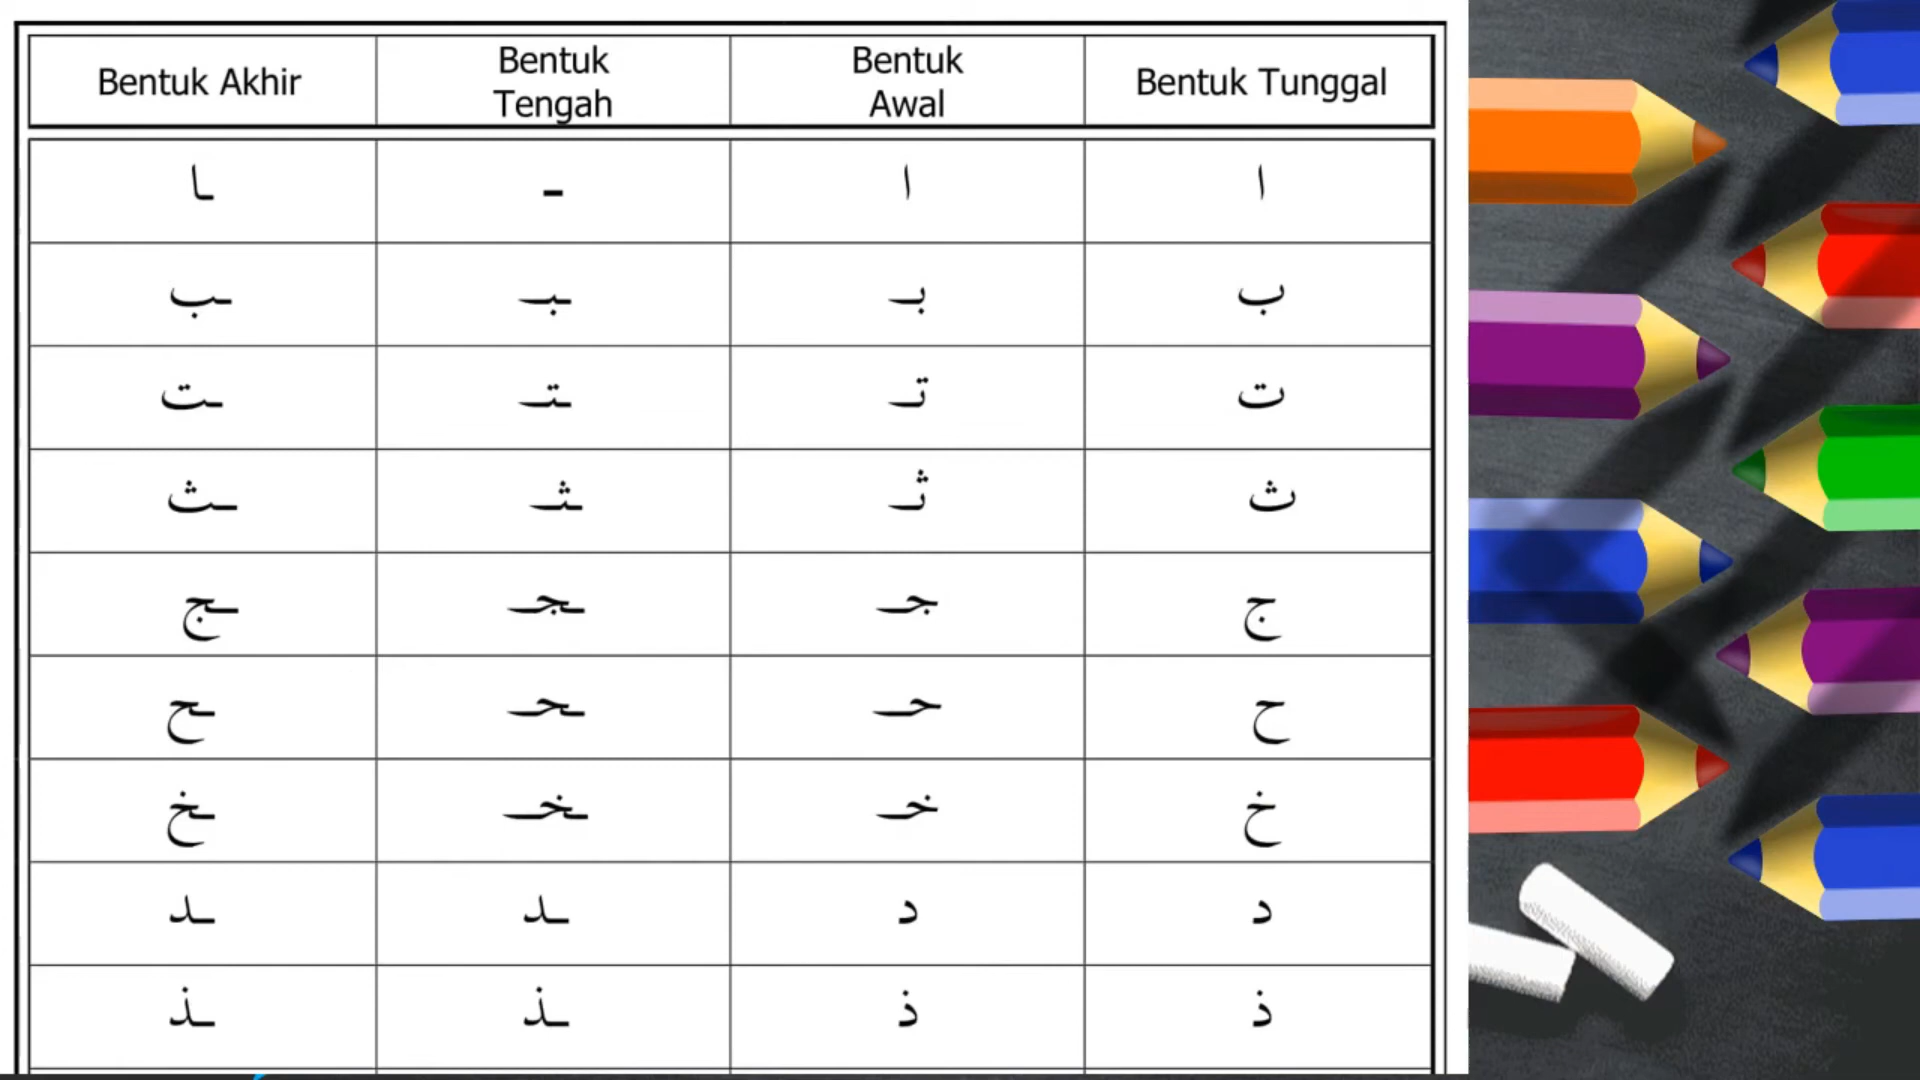 Bentuk Akhir Bentuk Tengah Bentuk Awal Bentuk Tunggal
ـا - ا ا
ـب ـبـ بـ ب
ـت ـتـ تـ ت
ـث ـثـ ثـ ث
ـج ـجـ جـ ج
ـح ـحـ حـ ح
ـخ ـخـ خـ خ
ـد ـد د د
ـذ ـذ ذ ذ